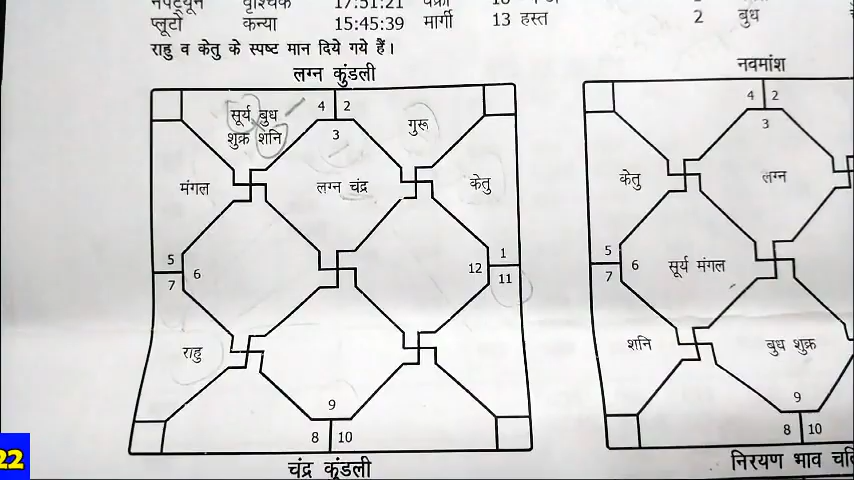 वृश्चिक 17:51:21
प्लूटो कन्या 15:45:39 मार्गी 13 हस्त 2 बुध
राहु व केतु के स्पष्ट मान दिये गये हैं।
लग्न कुंडली
सूर्य बुध
शुक्र शनि
4 2
3
गुरू
मंगल
लग्न चंद्र
केतु
5
7
6
12
1
11
राहु
9
8 10
चंद्र कुंडली
नवमांश
4 2
3
केतु
लग्न
5
7
6
सूर्य मंगल
शनि
बुध शुक्र
9
8 10
निरयण भाव
22